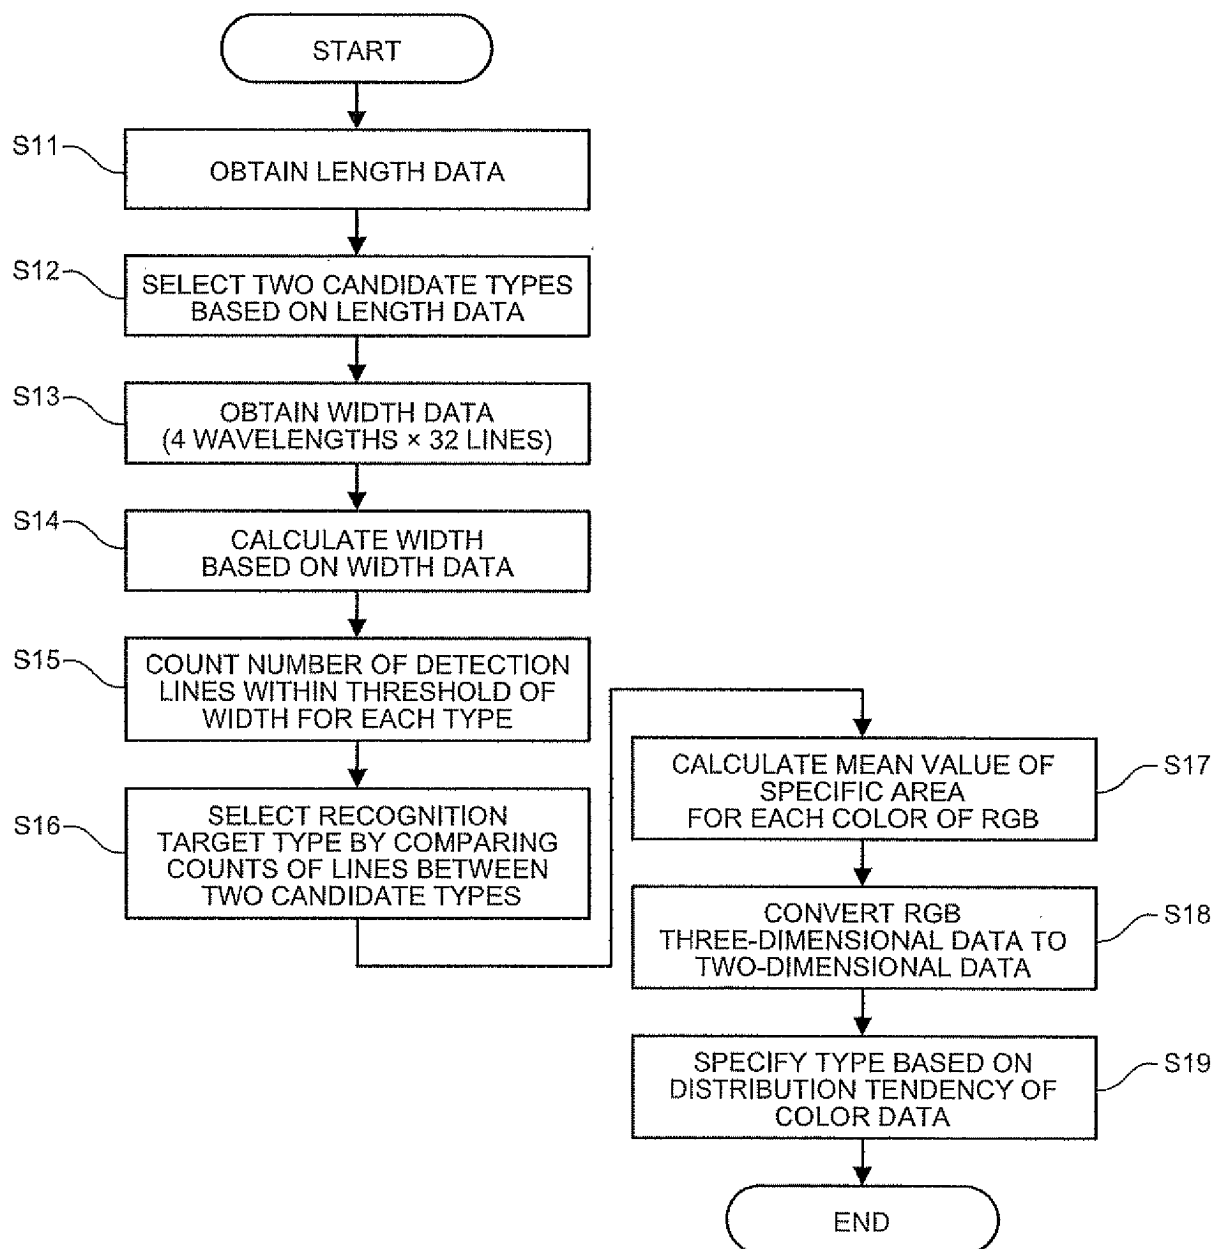 START
S11
OBTAIN LENGTH DATA
S12
SELECT TWO CANDIDATE TYPES
BASED ON LENGTH DATA
S13
OBTAIN WIDTH DATA
(4 WAVELENGTHS × 32 LINES)
S14
CALCULATE WIDTH
BASED ON WIDTH DATA
S15
COUNT NUMBER OF DETECTION
LINES WITHIN THRESHOLD OF
WIDTH FOR EACH TYPE
S16
SELECT RECOGNITION
TARGET TYPE BY COMPARING
COUNTS OF LINES BETWEEN
TWO CANDIDATE TYPES
CALCULATE MEAN VALUE OF
SPECIFIC AREA
FOR EACH COLOR OF RGB
S17
CONVERT RGB
THREE-DIMENSIONAL DATA TO
TWO-DIMENSIONAL DATA
S18
SPECIFY TYPE BASED ON
DISTRIBUTION TENDENCY OF
COLOR DATA
S19
END